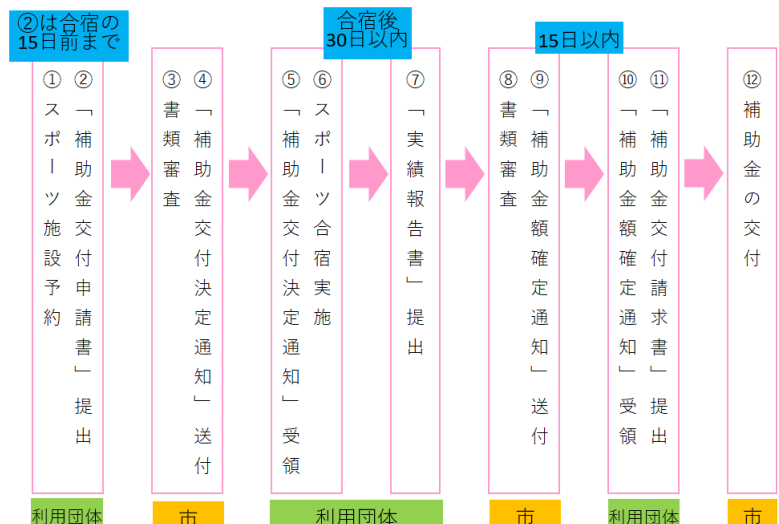 ②は合宿の
15日前まで
合宿後
30日以内
15日以内
①スポーツ施設予約
②「補助金交付申請書」提出
③書類審査
④「補助金交付決定通知」送付
⑤「補助金交付決定通知」受領
⑥スポーツ合宿実施
⑦「実績報告書」提出
⑧書類審査
⑨「補助金額確定通知」送付
⑩「補助金額確定通知」受領
⑪「補助金交付請求書」提出
⑫補助金の交付
利用団体
市
利用団体
市
利用団体
市